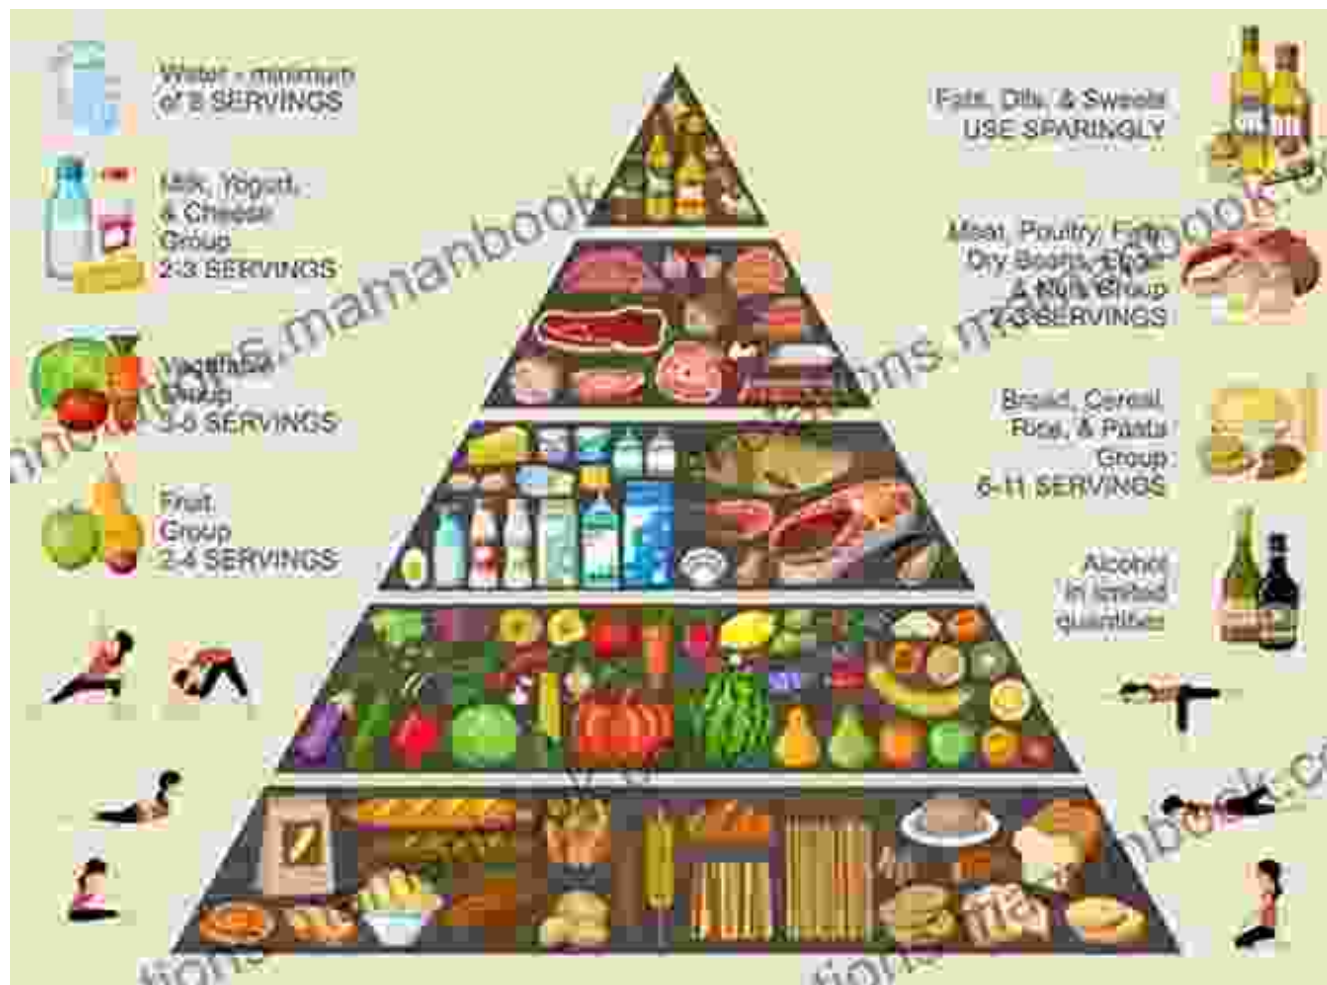 Water - minimum
of 8 SERVINGS
Milk, Yogurt,
& Cheese
Group
2-3 SERVINGS
Vegetable
Group
3-5 SERVINGS
Fruit
Group
2-4 SERVINGS
Fats, Oils, & Sweets
USE SPARINGLY
Meat, Poultry, Fish,
Dry Beans, Eggs
& Nuts Group
2-3 SERVINGS
Bread, Cereal,
Rice, & Pasta
Group
6-11 SERVINGS
Alcohol
in limited
quantities